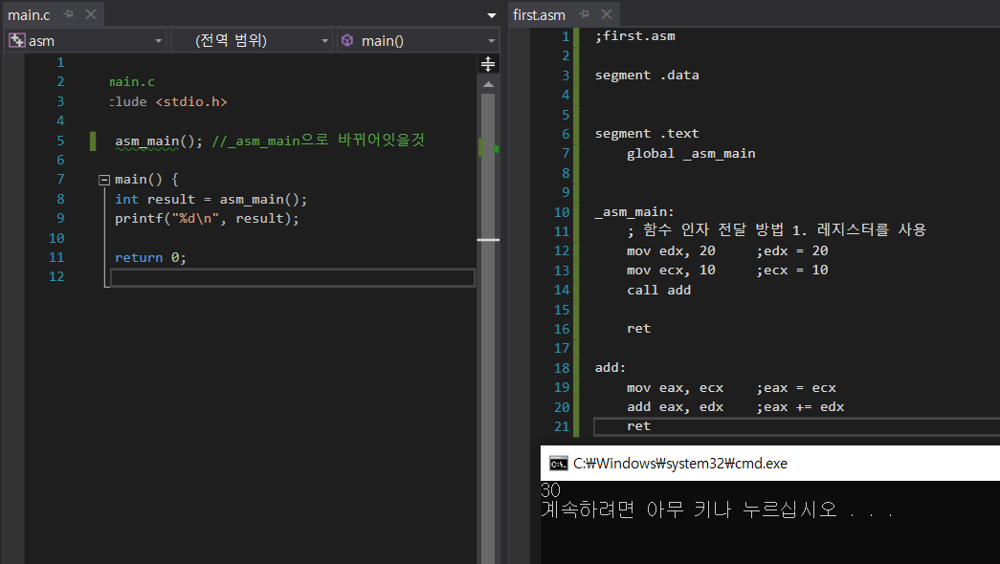 main.c
asm
(전역 범위)
main()
1
2 main.c
3 clude <stdio.h>
4
5 asm_main(); //_asm_main으로 바뀌어잇을것
6
7 main() {
8 int result = asm_main();
9 printf("%d\n", result);
10
11 return 0;
12
first.asm
1 ;first.asm
2
3 segment .data
4
5
6 segment .text
7 global _asm_main
8
9
10 _asm_main:
11 ; 함수 인자 전달 방법 1. 레지스터를 사용
12 mov edx, 20 ;edx = 20
13 mov ecx, 10 ;ecx = 10
14 call add
15
16 ret
17
18 add:
19 mov eax, ecx ;eax = ecx
20 add eax, edx ;eax += edx
21 ret
C:₩Windows₩system32₩cmd.exe
30
계속하려면 아무 키나 누르십시오 . . .